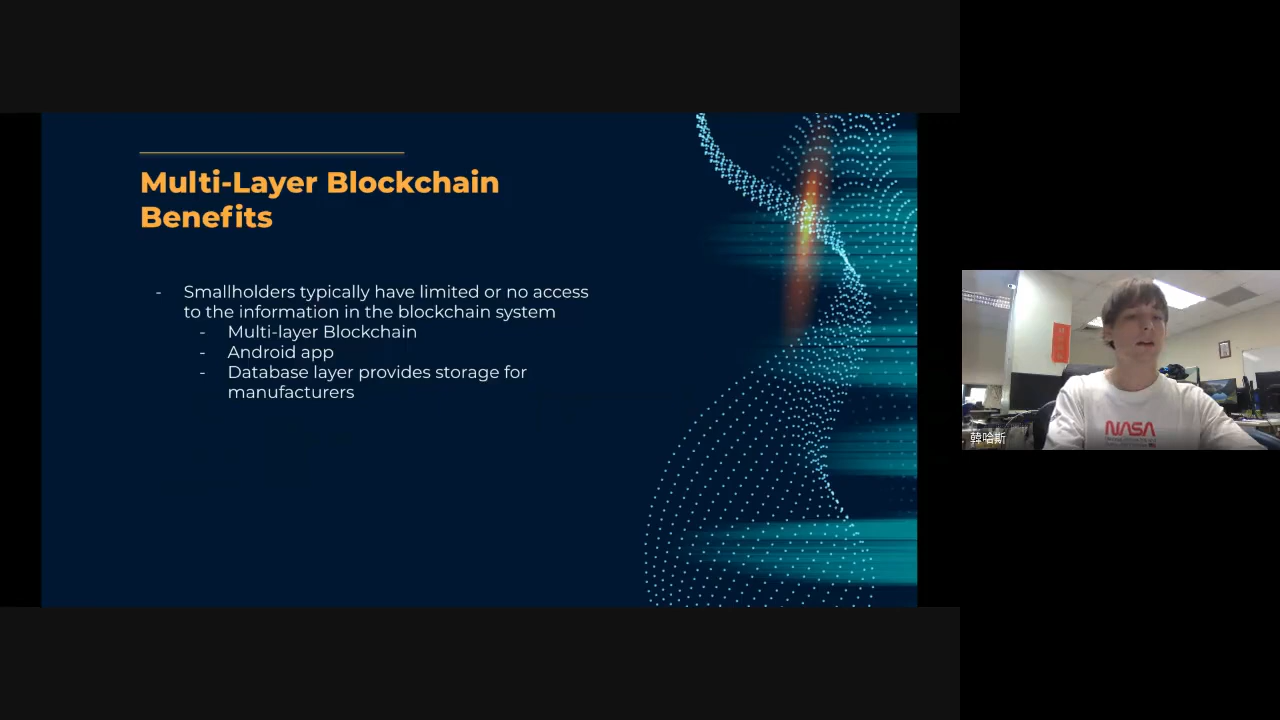 Multi-Layer Blockchain
Benefits
- Smallholders typically have limited or no access
to the information in the blockchain system
- Multi-layer Blockchain
- Android app
- Database layer provides storage for
manufacturers
NASA
韓哈斯